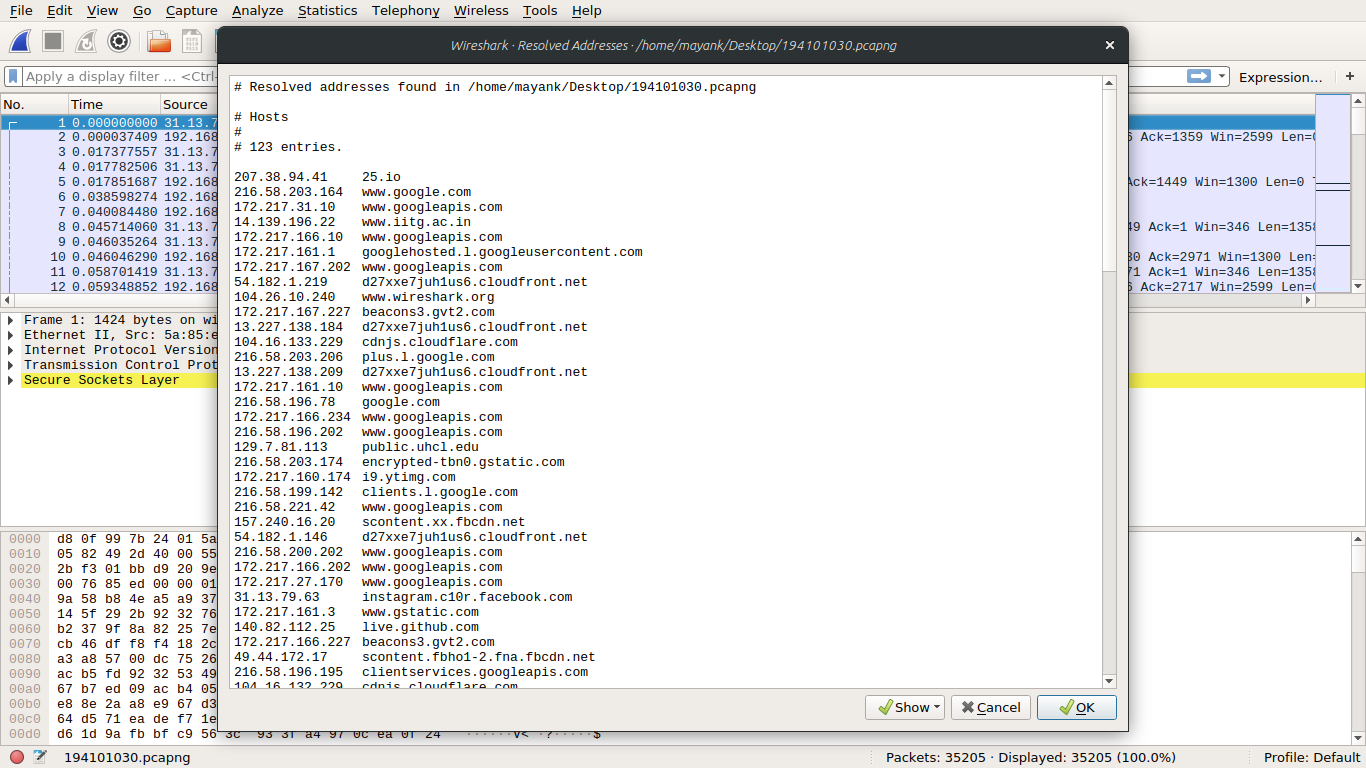 File Edit View Go Capture Analyze Statistics Telephony Wireless Tools Help
Wireshark · Resolved Addresses · /home/mayank/Desktop/194101030.pcapng
Apply a display filter … <Ctrl-
Expression… +
No. Time Source
1 0.000000000 31.13.7
2 0.000037409 192.168
3 0.017377557 31.13.7
4 0.017782506 31.13.7
5 0.017851687 192.168
6 0.038598274 192.168
7 0.040084480 192.168
8 0.045714060 31.13.7
9 0.046035264 31.13.7
10 0.046046290 192.168
11 0.058701419 31.13.7
12 0.059348852 192.168
6 Ack=1359 Win=2599 Len=
Ack=1449 Win=1300 Len=0
49 Ack=1 Win=346 Len=135
30 Ack=2971 Win=1300 Len=
71 Ack=1 Win=346 Len=135
6 Ack=2717 Win=2599 Len=
Frame 1: 1424 bytes on wi
Ethernet II, Src: 5a:85:e
Internet Protocol Version
Transmission Control Prot
Secure Sockets Layer
# Resolved addresses found in /home/mayank/Desktop/194101030.pcapng
# Hosts
#
# 123 entries.
207.38.94.41 25.io
216.58.203.164 www.google.com
172.217.31.10 www.googleapis.com
14.139.196.22 www.iitg.ac.in
172.217.166.10 www.googleapis.com
172.217.161.1 googlehosted.l.googleusercontent.com
172.217.167.202 www.googleapis.com
54.182.1.219 d27xxe7juh1us6.cloudfront.net
104.26.10.240 www.wireshark.org
172.217.167.227 beacons3.gvt2.com
13.227.138.184 d27xxe7juh1us6.cloudfront.net
104.16.133.229 cdnjs.cloudflare.com
216.58.203.206 plus.l.google.com
13.227.138.209 d27xxe7juh1us6.cloudfront.net
172.217.161.10 www.googleapis.com
216.58.196.78 google.com
172.217.166.234 www.googleapis.com
216.58.196.202 www.googleapis.com
129.7.81.113 public.uhcl.edu
216.58.203.174 encrypted-tbn0.gstatic.com
172.217.160.174 i9.ytimg.com
216.58.199.142 clients.l.google.com
216.58.221.42 www.googleapis.com
157.240.16.20 scontent.xx.fbcdn.net
54.182.1.146 d27xxe7juh1us6.cloudfront.net
216.58.200.202 www.googleapis.com
172.217.166.202 www.googleapis.com
172.217.27.170 www.googleapis.com
31.13.79.63 instagram.c10r.facebook.com
172.217.161.3 www.gstatic.com
140.82.112.25 live.github.com
172.217.166.227 beacons3.gvt2.com
49.44.172.17 scontent.fbho1-2.fna.fbcdn.net
216.58.196.195 clientservices.googleapis.com
104.16.132.229 cdnjs.cloudflare.com
Show Cancel OK
0000 d8 0f 99 7b 24 01 5a
0010 05 82 49 2d 40 00 55
0020 2b f3 01 bb d9 20 9e
0030 00 76 85 ed 00 00 01
0040 9a 58 b8 4e a5 a9 37
0050 14 5f 29 2b 92 32 76
0060 b2 37 9f 8a 82 25 7e
0070 cb 46 df f8 f4 18 2c
0080 a3 a8 57 00 dc 75 26
0090 ac b5 fd 92 32 53 49
00a0 67 b7 ed 09 ac b4 05
00b0 e8 8e 2a a8 e9 67 d3
00c0 64 d5 71 ea de f7 1e
00d0 d6 1d 9a fb bf c9 56 3c 93 3f a4 97 0c ea 0f 24 ······V< ·?·····$
194101030.pcapng
Packets: 35205 · Displayed: 35205 (100.0%)
Profile: Default